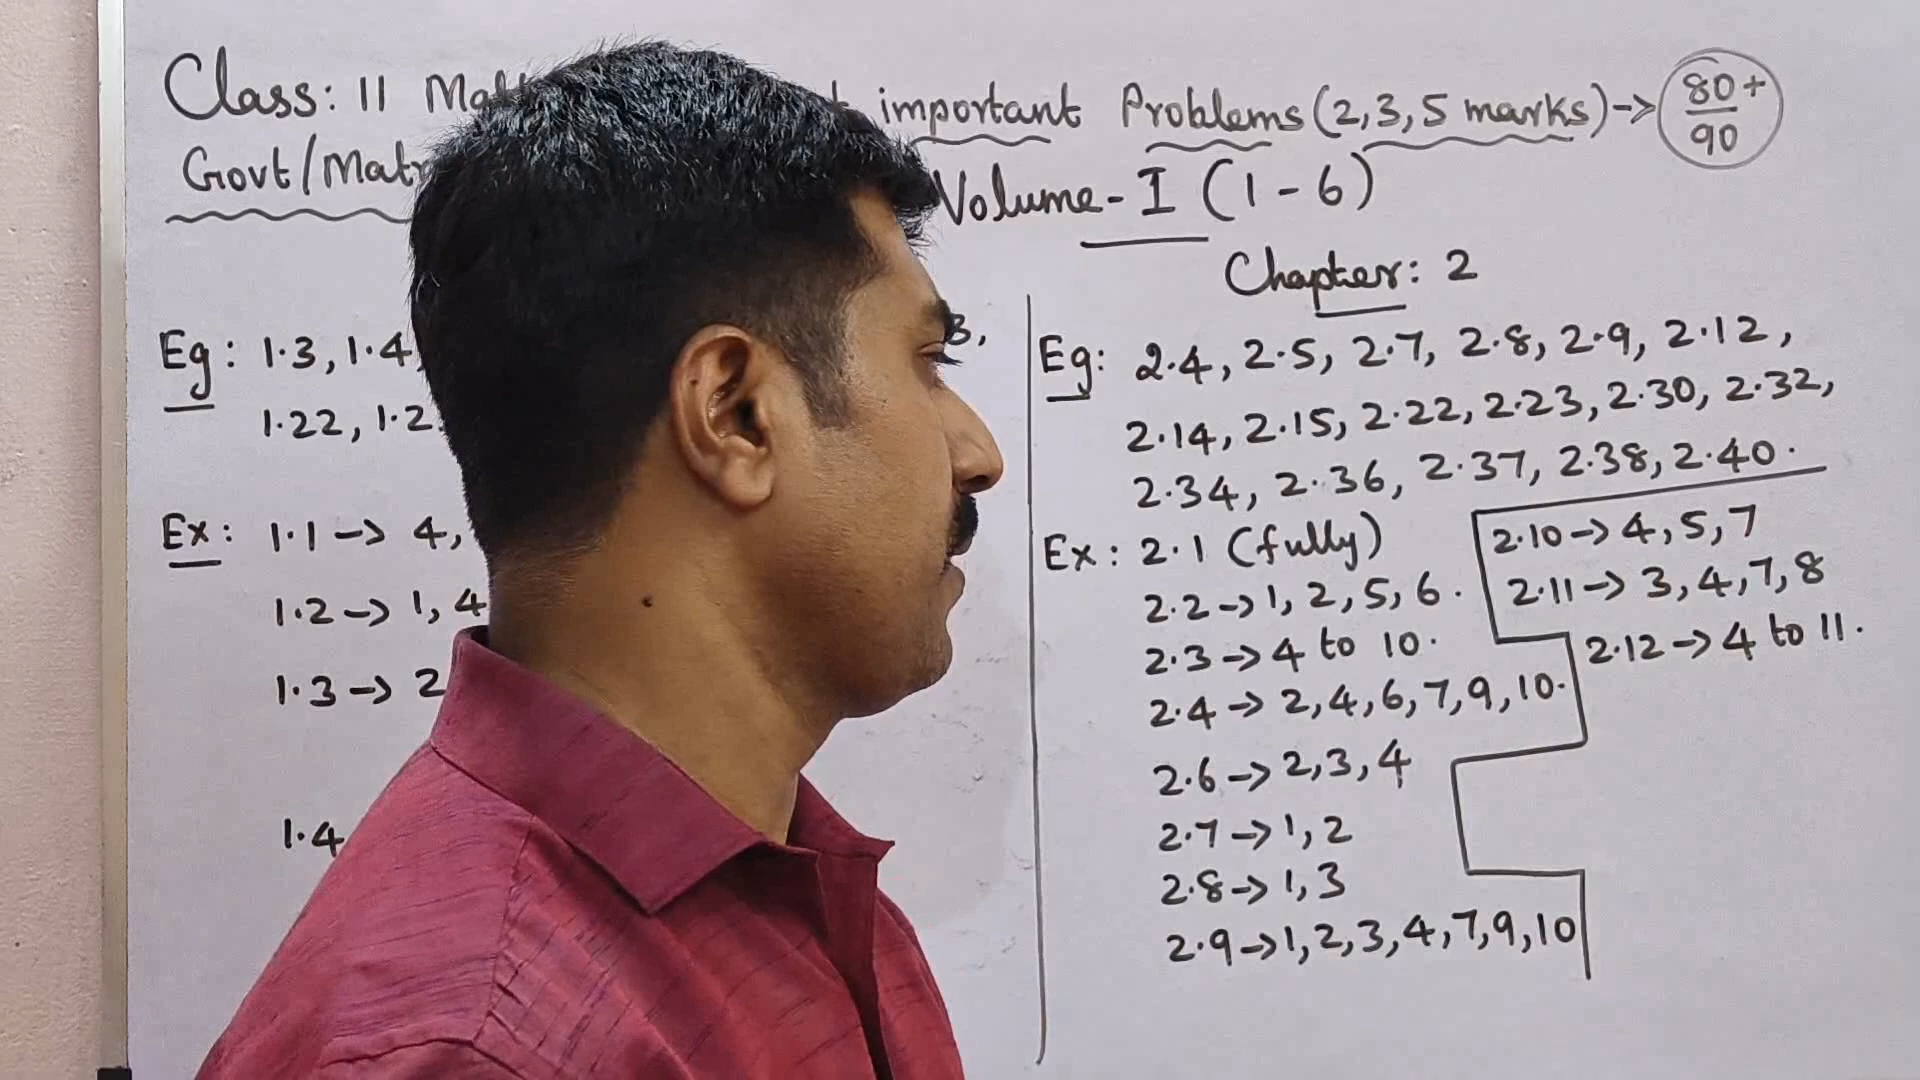 Class: 11 important Problems (2,3,5 marks) -> 80+/90
Govt/Matr Volume-I (1-6)
Eg: 1.3, 1.4
1.22, 1.2
Ex: 1.1 -> 4,
1.2 -> 1, 4
1.3 -> 2
1.4
Chapter: 2
Eg: 2.4, 2.5, 2.7, 2.8, 2.9, 2.12,
2.14, 2.15, 2.22, 2.23, 2.30, 2.32,
2.34, 2.36, 2.37, 2.38, 2.40.
Ex: 2.1 (fully)
2.2 -> 1, 2, 5, 6.
2.3 -> 4 to 10.
2.4 -> 2, 4, 6, 7, 9, 10.
2.6 -> 2, 3, 4
2.7 -> 1, 2
2.8 -> 1, 3
2.9 -> 1, 2, 3, 4, 7, 9, 10
2.10 -> 4, 5, 7
2.11 -> 3, 4, 7, 8
2.12 -> 4 to 11.